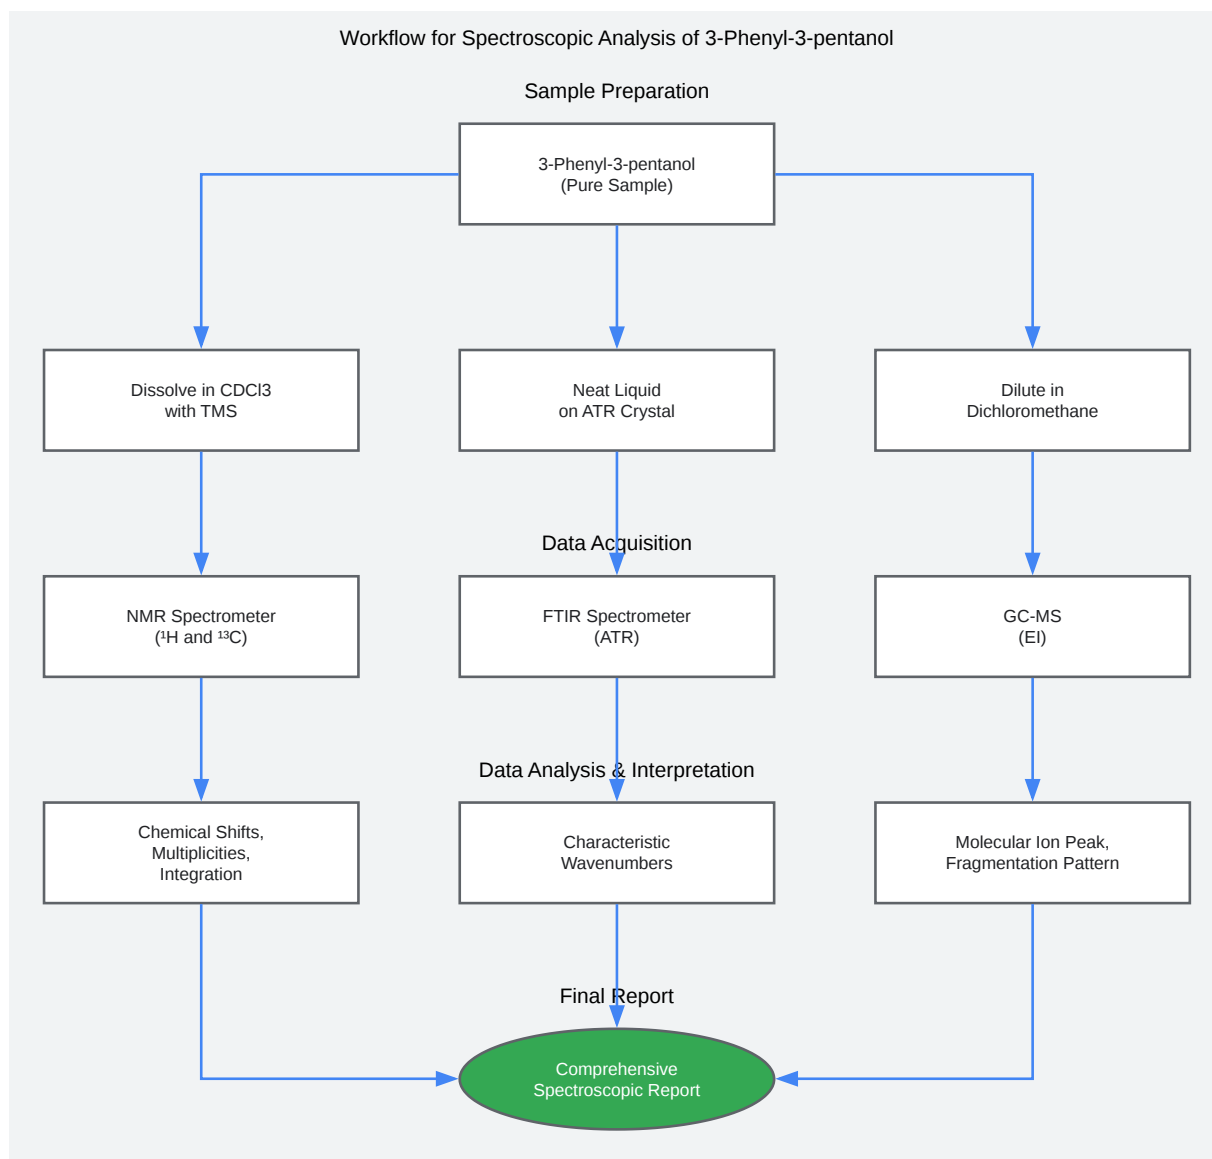 Workflow for Spectroscopic Analysis of 3-Phenyl-3-pentanol
Sample Preparation
3-Phenyl-3-pentanol
(Pure Sample)
Dissolve in CDCl3
with TMS
Neat Liquid
on ATR Crystal
Dilute in
Dichloromethane
Data Acquisition
NMR Spectrometer
(¹H and ¹³C)
FTIR Spectrometer
(ATR)
GC-MS
(EI)
Data Analysis & Interpretation
Chemical Shifts,
Multiplicities,
Integration
Characteristic
Wavenumbers
Molecular Ion Peak,
Fragmentation Pattern
Final Report
Comprehensive
Spectroscopic Report